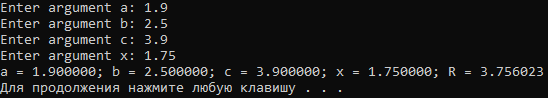 Enter argument a: 1.9
Enter argument b: 2.5
Enter argument c: 3.9
Enter argument x: 1.75
a = 1.900000; b = 2.500000; c = 3.900000; x = 1.750000; R = 3.756023
Для продолжения нажмите любую клавишу . . .